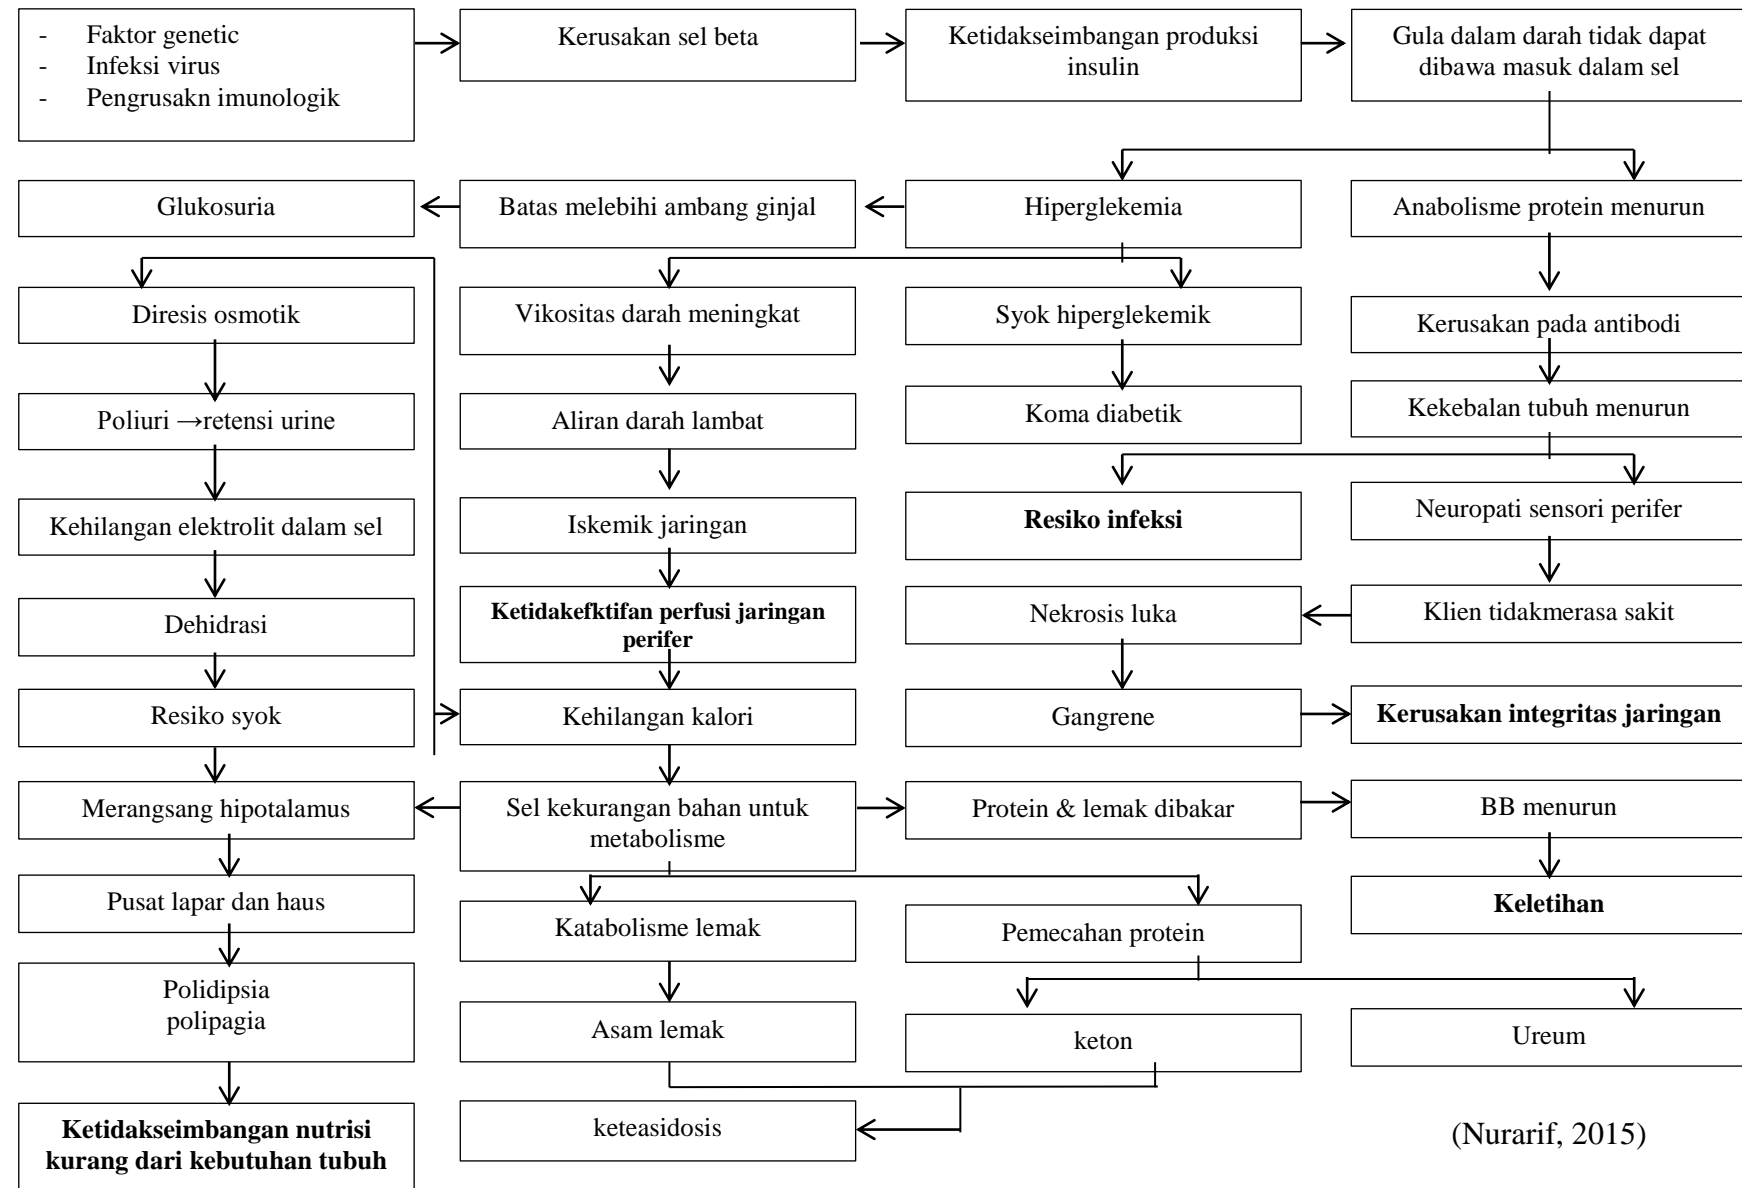 - Faktor genetic
- Infeksi virus
- Pengrusakn imunologik
Kerusakan sel beta
Ketidakseimbangan produksi
insulin
Gula dalam darah tidak dapat
dibawa masuk dalam sel
Glukosuria
Batas melebihi ambang ginjal
Hiperglekemia
Anabolisme protein menurun
Diresis osmotik
Vikositas darah meningkat
Syok hiperglekemik
Kerusakan pada antibodi
Poliuri →retensi urine
Aliran darah lambat
Koma diabetik
Kekebalan tubuh menurun
Kehilangan elektrolit dalam sel
Iskemik jaringan
Resiko infeksi
Neuropati sensori perifer
Dehidrasi
Ketidakefktifan perfusi jaringan
perifer
Nekrosis luka
Klien tidakmerasa sakit
Resiko syok
Kehilangan kalori
Gangrene
Kerusakan integritas jaringan
Merangsang hipotalamus
Sel kekurangan bahan untuk
metabolisme
Protein & lemak dibakar
BB menurun
Pusat lapar dan haus
Katabolisme lemak
Pemecahan protein
Keletihan
Polidipsia
polipagia
Asam lemak
keton
Ureum
Ketidakseimbangan nutrisi
kurang dari kebutuhan tubuh
keteasidosis
(Nurarif, 2015)